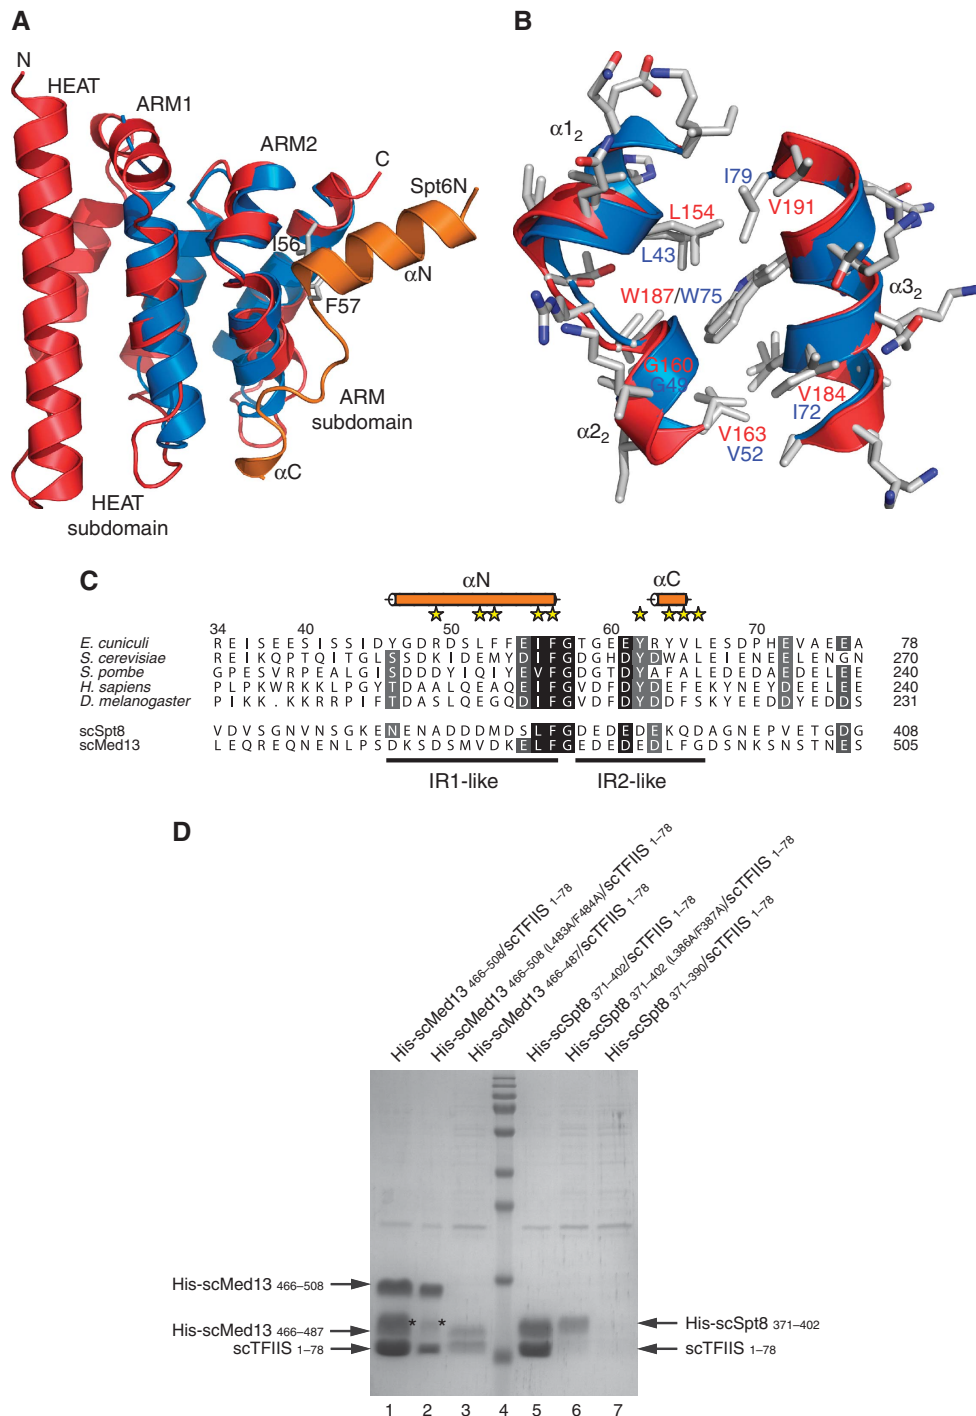 A
N
HEAT
ARM1
ARM2
C
Spt6N
I56
αN
F57
ARM
subdomain
αC
HEAT
subdomain
B
α1₂
I79
V191
L154
L43
W187/W75
α3₂
G160
G49
V184
I72
α2₂
V163
V52
C
αN αC
34 40 50 60 70
E. cuniculi R E I S E E S I S S I D Y G D R D S L F F E I F G T G E E Y R Y V L E S D P H E V A E E A 78
S. cerevisiae R E I K Q P T Q I T G L S S D K I D E M Y D I F G D G H D Y D W A L E I E N E E L E N G N 270
S. pombe G P E S V R P E A L G I S D D D Y I Q I Y E V F G D G T D Y A F A L E D E D A E D E L E E 240
H. sapiens P L P K W R K K L P G Y T D A A L Q E A Q E I F G V D F D Y D E F E K Y N E Y D E E L E E 240
D. melanogaster P I K K . K K R R P I F T D A S L Q E G Q D I F G V D F D Y D D F E K Y E E D Y E D D S 231
scSpt8 V D V S G N V N S G K E N E N A D D M D S L F G D E D E D E K Q D A G N E P V E T G D G 408
scMed13 L E Q R E Q N E N L P S D K S D S M V D K E L F G E D E D E D L F G D S N K S N S T N E S 505
IR1-like IR2-like
D
His-scMed13 466–508/scTFIIS 1–78
His-scMed13 466–508 (L483A/F484A)/scTFIIS 1–78
His-scMed13 466–487/scTFIIS 1–78
His-scSpt8 371–402/scTFIIS 1–78
His-scSpt8 371–402 (L386A/F387A)/scTFIIS 1–78
His-scSpt8 371–390/scTFIIS 1–78
His-scMed13 466–508
* *
His-scMed13 466–487
His-scSpt8 371–402
scTFIIS 1–78
scTFIIS 1–78
1 2 3 4 5 6 7